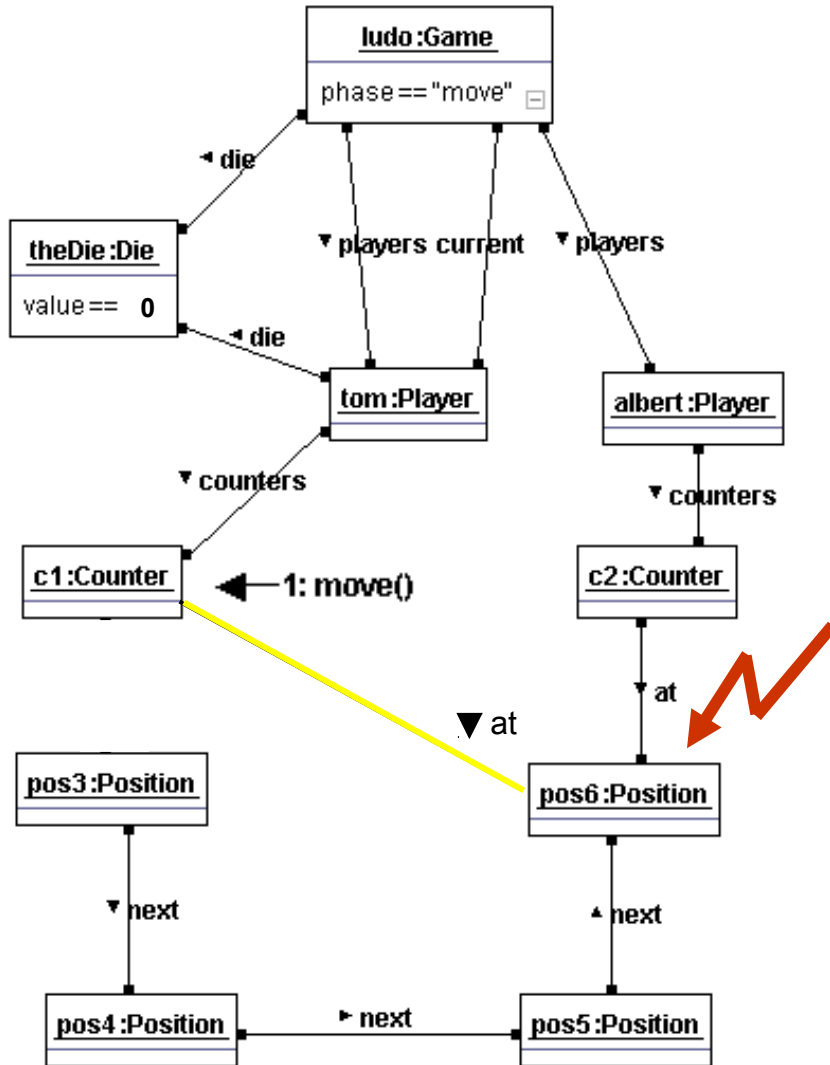 ludo:Game
phase=="move"
◄ die
▼ players
current
▼ players
theDie:Die
value== 0
◄ die
tom:Player
albert:Player
▼ counters
▼ counters
c1:Counter
1: move()
c2:Counter
▼ at
▼ at
pos3:Position
pos6:Position
▼ next
▲ next
pos4:Position
► next
pos5:Position